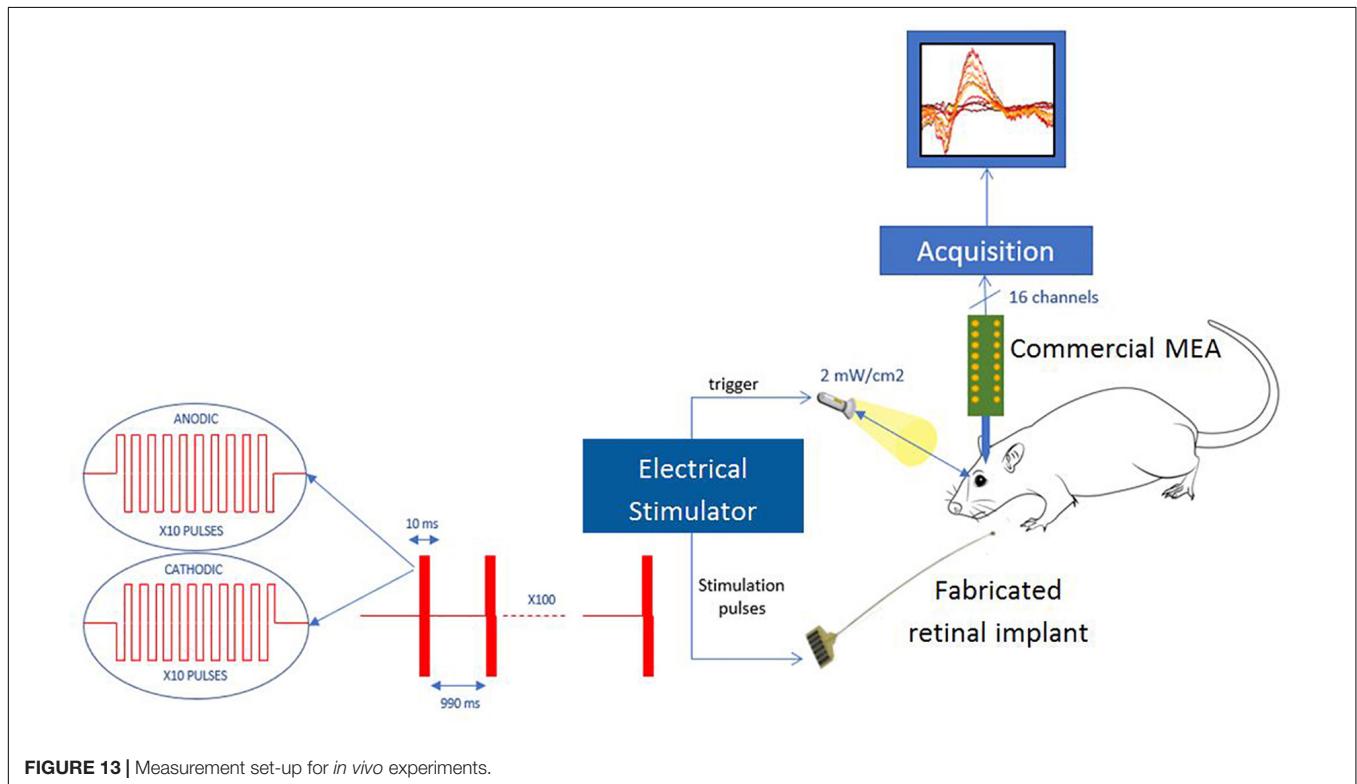 Acquisition
16 channels
Commercial MEA
trigger
2 mW/cm2
Electrical
Stimulator
ANODIC
X10 PULSES
CATHODIC
X10 PULSES
10 ms
X100
990 ms
Stimulation
pulses
Fabricated
retinal implant
FIGURE 13 | Measurement set-up for in vivo experiments.